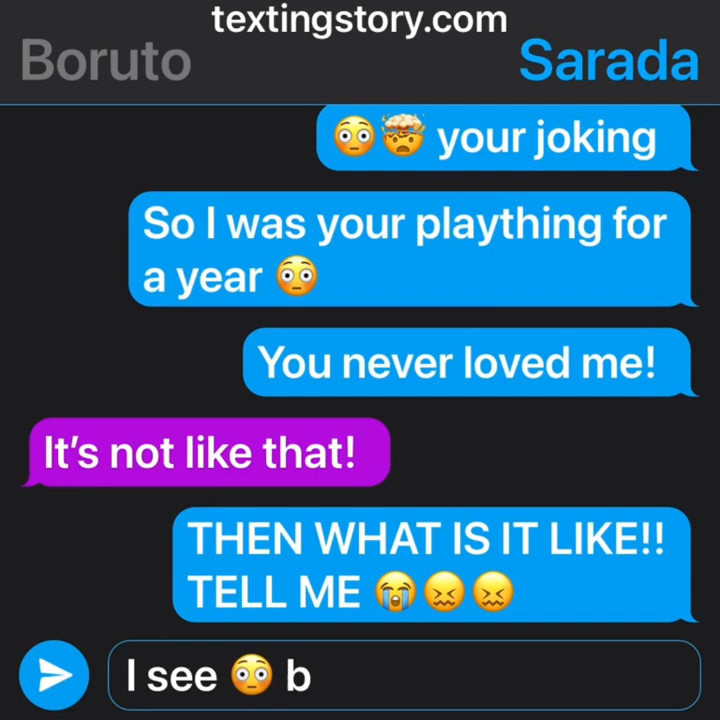 textingstory.com
Boruto
Sarada
😳🤯 your joking
So I was your plaything for
a year 😳
You never loved me!
It's not like that!
THEN WHAT IS IT LIKE!!
TELL ME 😭😖😖
I see 😳 b